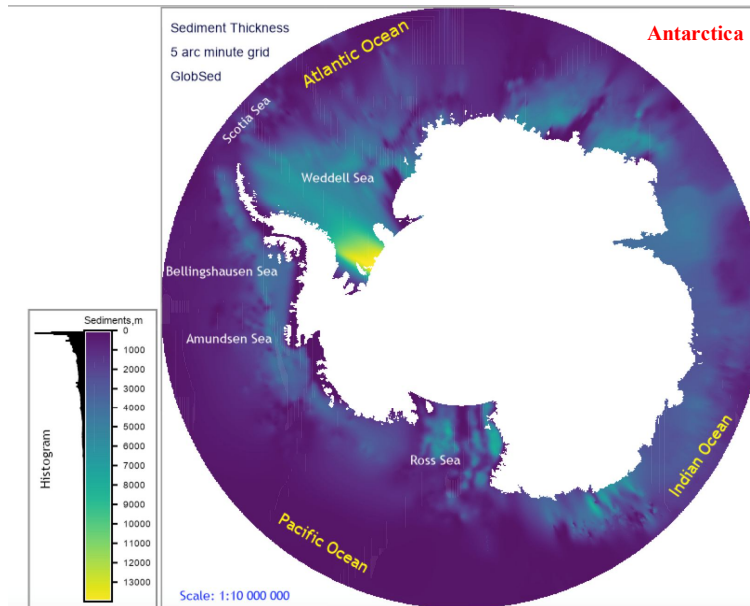 Sediment Thickness
5 arc minute grid
GlobSed
Antarctica
Atlantic Ocean
Scotia Sea
Weddell Sea
Bellingshausen Sea
Amundsen Sea
Ross Sea
Indian Ocean
Pacific Ocean
Scale: 1:10 000 000
Sediments,m
0
1000
2000
3000
4000
5000
6000
7000
8000
9000
10000
11000
12000
13000
Histogram